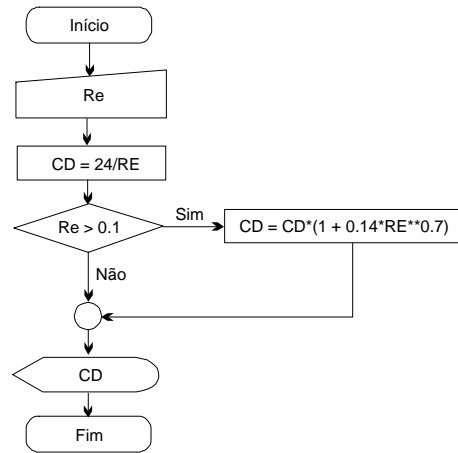 Início
Re
CD = 24/RE
Re > 0.1
Sim
CD = CD*(1 + 0.14*RE**0.7)
Não
CD
Fim